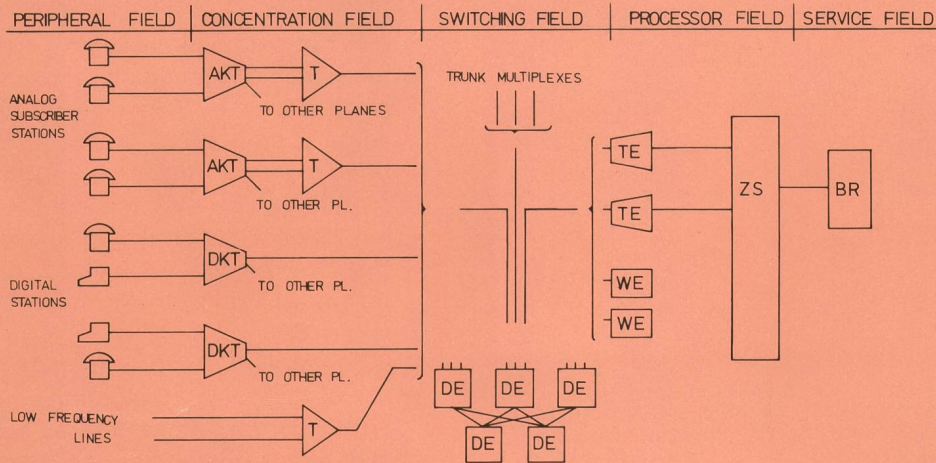 PERIPHERAL FIELD
CONCENTRATION FIELD
SWITCHING FIELD
PROCESSOR FIELD
SERVICE FIELD
ANALOG
SUBSCRIBER
STATIONS
AKT
T
TO OTHER PLANES
AKT
T
TO OTHER PL.
DIGITAL
STATIONS
DKT
TO OTHER PL.
DKT
TO OTHER PL.
LOW FREQUENCY
LINES
T
TRUNK MULTIPLEXES
DE DE DE
DE DE
TE
TE
WE
WE
ZS
BR